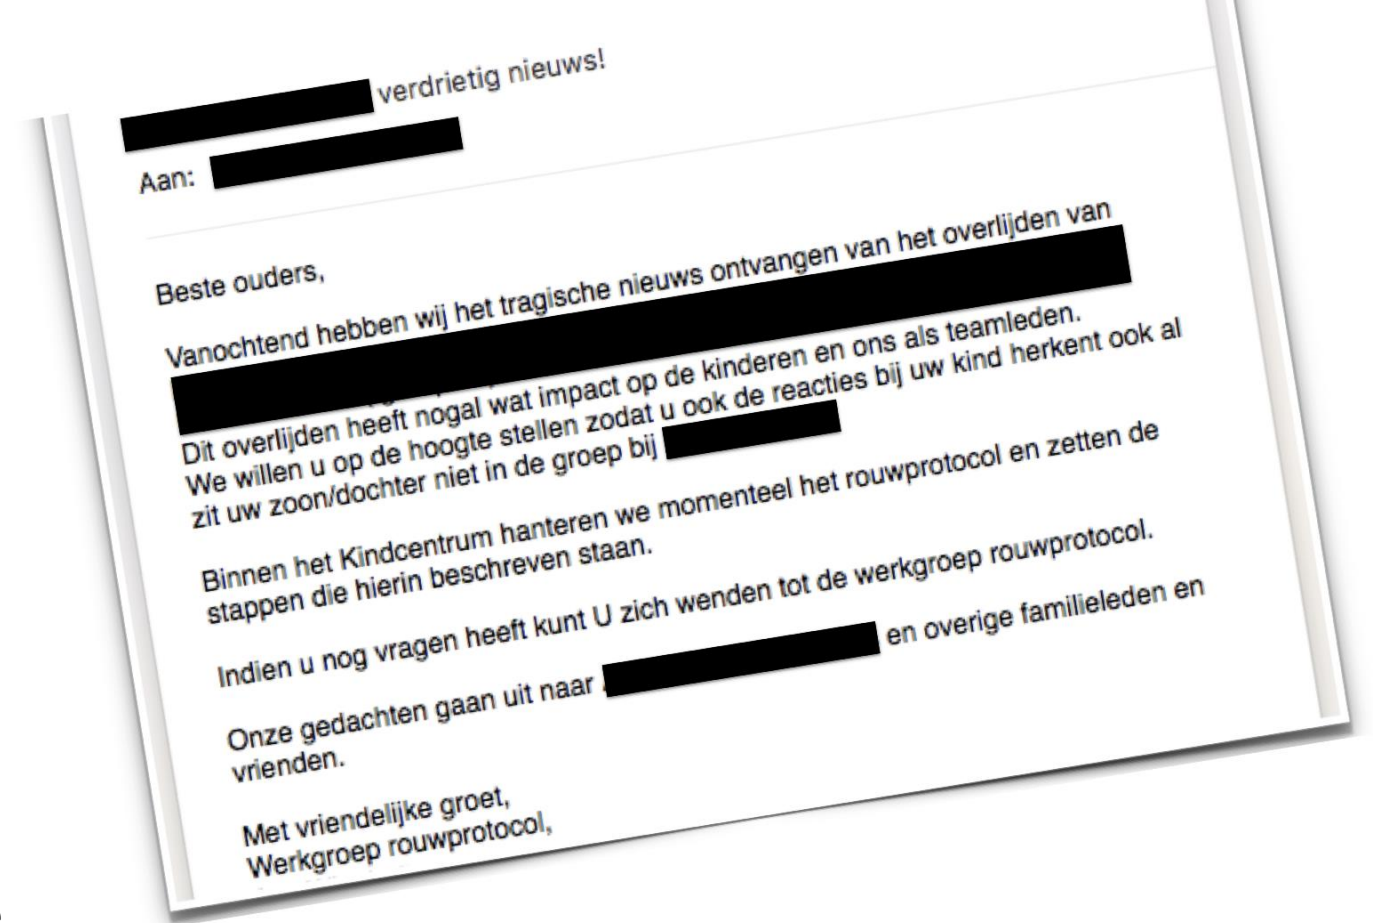 verdrietig nieuws!
Aan:
Beste ouders,
Vanochtend hebben wij het tragische nieuws ontvangen van het overlijden van
Dit overlijden heeft nogal wat impact op de kinderen en ons als teamleden.
We willen u op de hoogte stellen zodat u ook de reacties bij uw kind herkent ook al
zit uw zoon/dochter niet in de groep bij
Binnen het Kindcentrum hanteren we momenteel het rouwprotocol en zetten de
stappen die hierin beschreven staan.
Indien u nog vragen heeft kunt U zich wenden tot de werkgroep rouwprotocol.
Onze gedachten gaan uit naar en overige familieleden en
vrienden.
Met vriendelijke groet,
Werkgroep rouwprotocol,